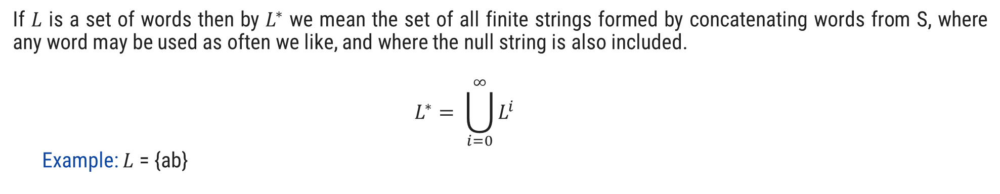 If L is a set of words then by L* we mean the set of all finite strings formed by concatenating words from S, where
any word may be used as often we like, and where the null string is also included.
∞
L* = ⋃ Lⁱ
i=0
Example: L = {ab}